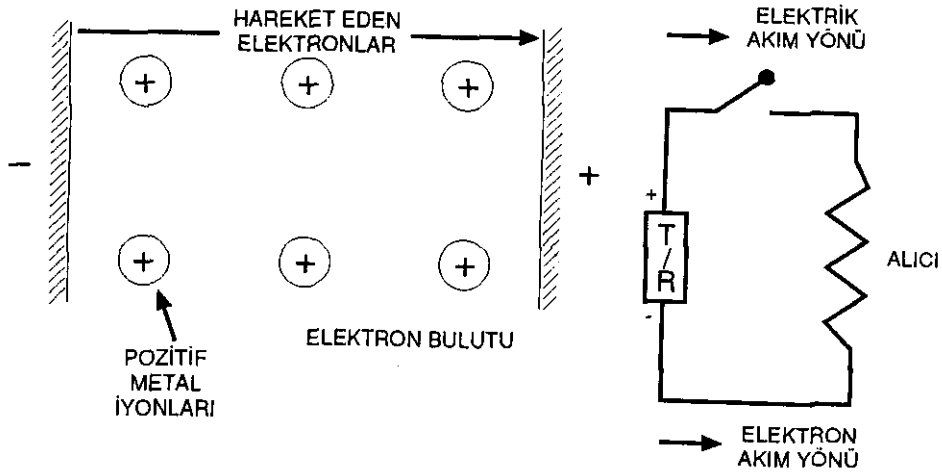 HAREKET EDEN
ELEKTRONLAR
+ + +
-
+
+ + +
POZİTİF
METAL
İYONLARI
ELEKTRON BULUTU
ELEKTRİK
AKIM YÖNÜ
+
T/R
-
ALICI
ELEKTRON
AKIM YÖNÜ